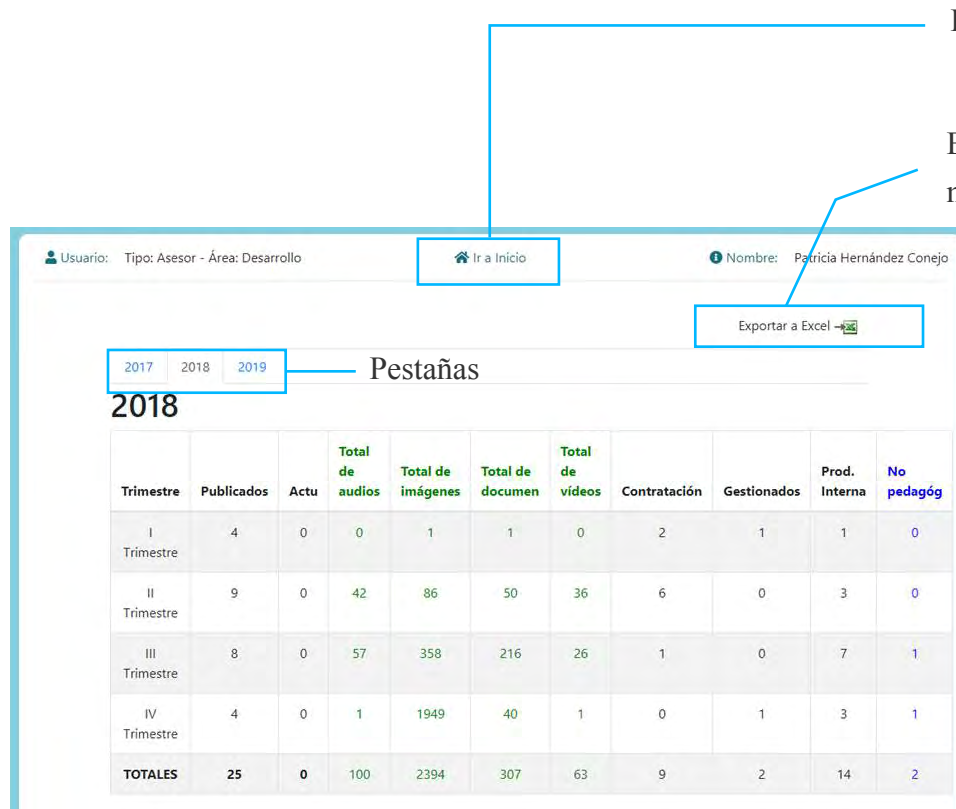 Usuario: Tipo: Asesor - Área: Desarrollo Ir a Inicio Nombre: Patricia Hernández Conejo
Exportar a Excel
2017 2018 2019 Pestañas
2018
Trimestre Publicados Actu Total de audios Total de imágenes Total de documen Total de vídeos Contratación Gestionados Prod. Interna No pedagóg
I Trimestre 4 0 0 1 1 0 2 1 1 0
II Trimestre 9 0 42 86 50 36 6 0 3 0
III Trimestre 8 0 57 358 216 26 1 0 7 1
IV Trimestre 4 0 1 1949 40 1 0 1 3 1
TOTALES 25 0 100 2394 307 63 9 2 14 2